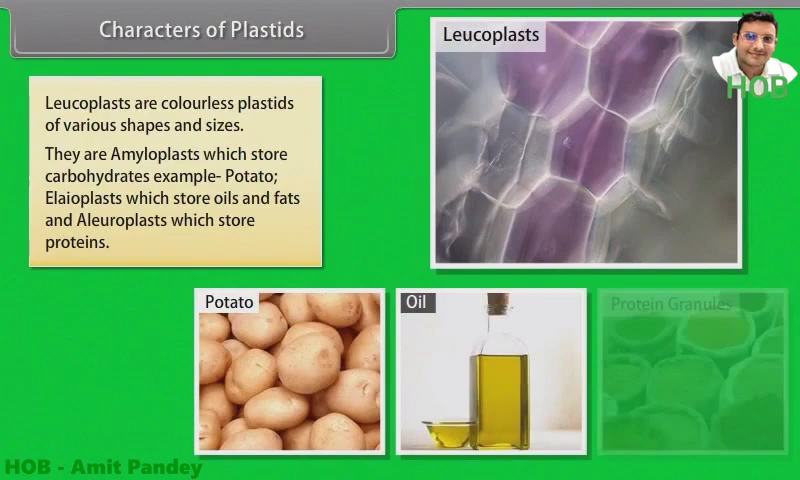 Characters of Plastids
Leucoplasts
HOB
Leucoplasts are colourless plastids
of various shapes and sizes.
They are Amyloplasts which store
carbohydrates example- Potato;
Elaioplasts which store oils and fats
and Aleuroplasts which store
proteins.
Potato
Oil
Protein Granules
HOB - Amit Pandey